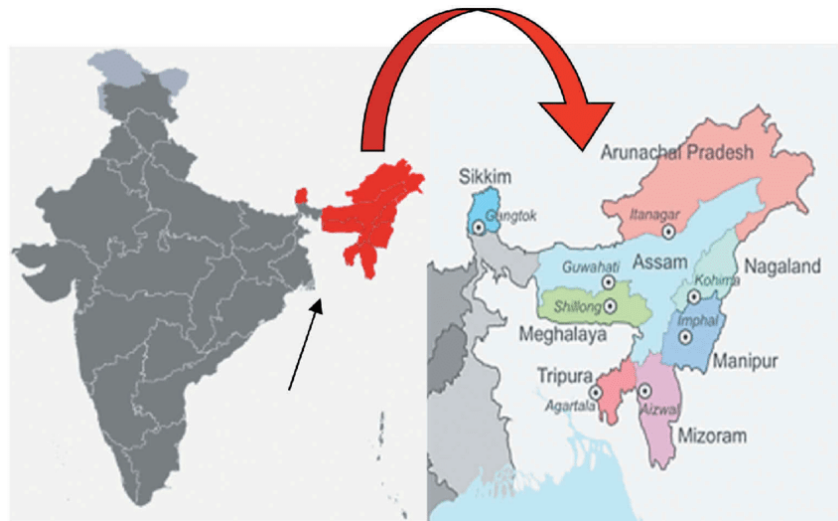 Arunachal Pradesh
Sikkim
Gangtok
Itanagar
Guwahati
Assam
Nagaland
Kohima
Shillong
Imphal
Meghalaya
Manipur
Tripura
Agartala
Aizwal
Mizoram